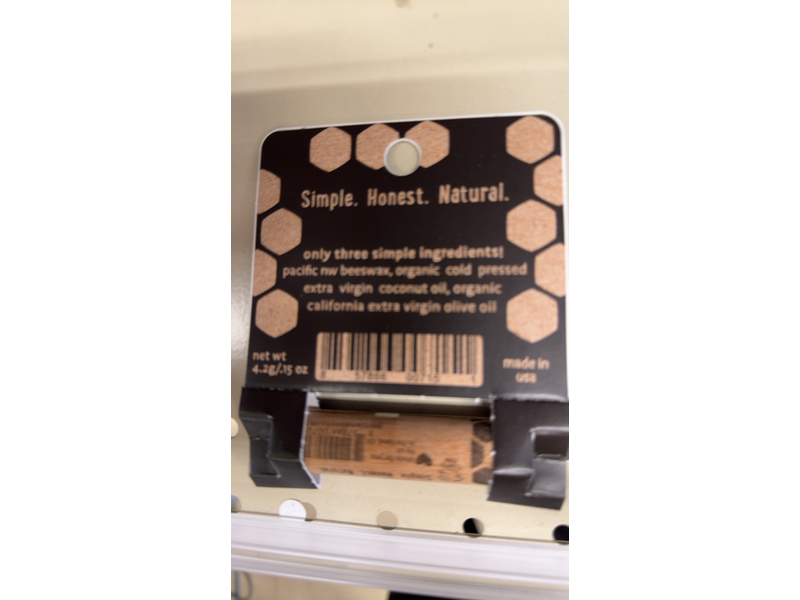 Simple. Honest. Natural.
only three simple ingredients!
pacific nw beeswax, organic cold pressed
extra virgin coconut oil, organic
california extra virgin olive oil
net wt
4.2g/.15 oz
made in
usa